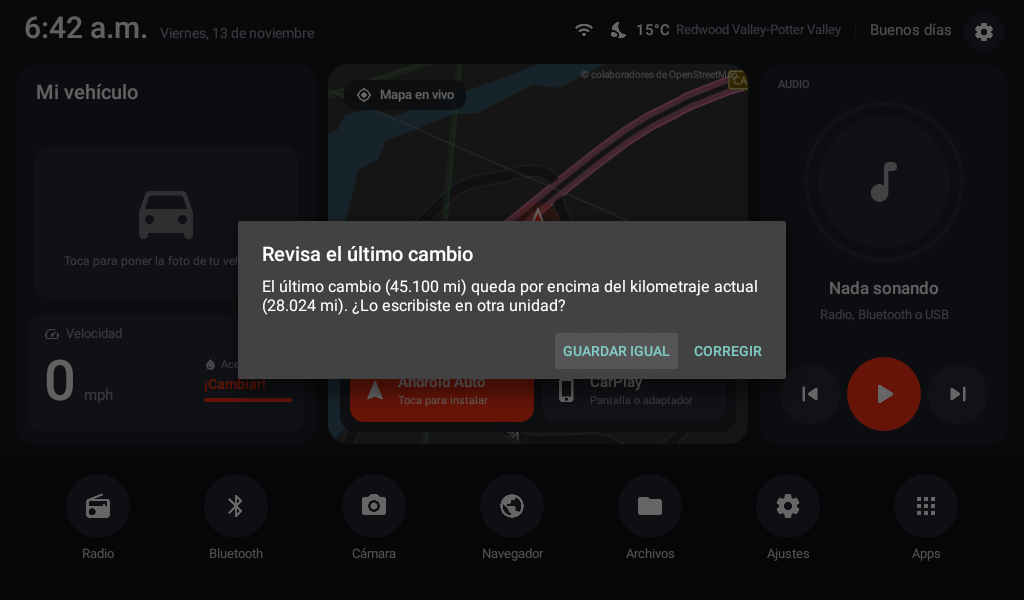 6:42 a.m.
Viernes, 13 de noviembre
15°C
Redwood Valley-Potter Valley
Buenos días
Mi vehículo
Toca para poner la foto de tu
Velocidad
0 mph
¡Cambiar!
Mapa en vivo
© colaboradores de OpenStreetMap
CA
Revisa el último cambio
El último cambio (45.100 mi) queda por encima del kilometraje actual
(28.024 mi). ¿Lo escribiste en otra unidad?
GUARDAR IGUAL
CORREGIR
Android Auto
Toca para instalar
CarPlay
Pantalla o adaptador
AUDIO
Nada sonando
Radio, Bluetooth o USB
Radio
Bluetooth
Cámara
Navegador
Archivos
Ajustes
Apps